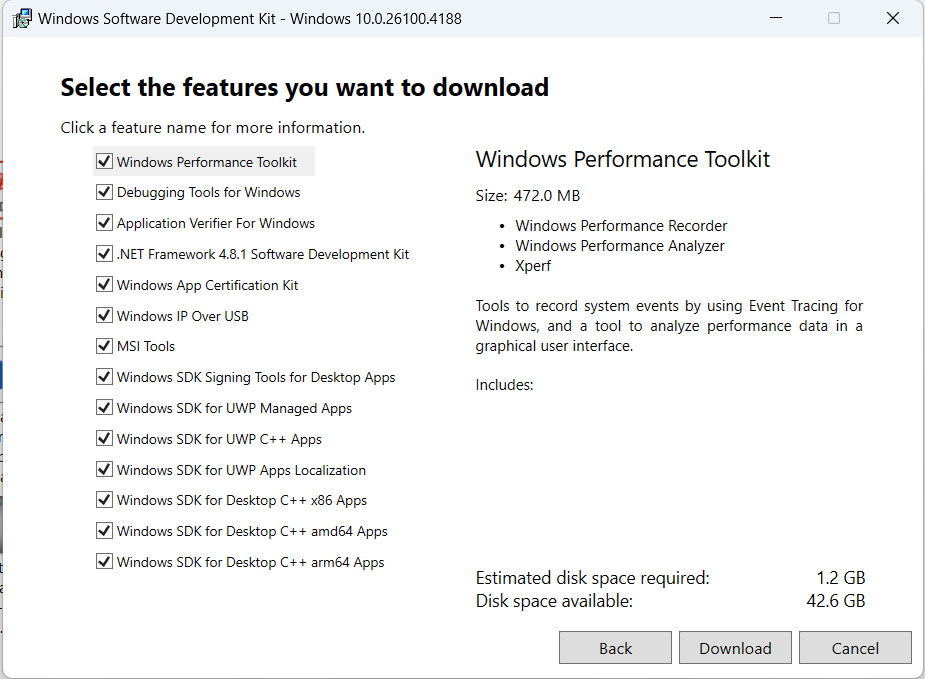 Windows Software Development Kit - Windows 10.0.26100.4188
Select the features you want to download
Click a feature name for more information.
Windows Performance Toolkit
Debugging Tools for Windows
Application Verifier For Windows
.NET Framework 4.8.1 Software Development Kit
Windows App Certification Kit
Windows IP Over USB
MSI Tools
Windows SDK Signing Tools for Desktop Apps
Windows SDK for UWP Managed Apps
Windows SDK for UWP C++ Apps
Windows SDK for UWP Apps Localization
Windows SDK for Desktop C++ x86 Apps
Windows SDK for Desktop C++ amd64 Apps
Windows SDK for Desktop C++ arm64 Apps
Windows Performance Toolkit
Size: 472.0 MB
• Windows Performance Recorder
• Windows Performance Analyzer
• Xperf
Tools to record system events by using Event Tracing for
Windows, and a tool to analyze performance data in a
graphical user interface.
Includes:
Estimated disk space required: 1.2 GB
Disk space available: 42.6 GB
Back Download Cancel